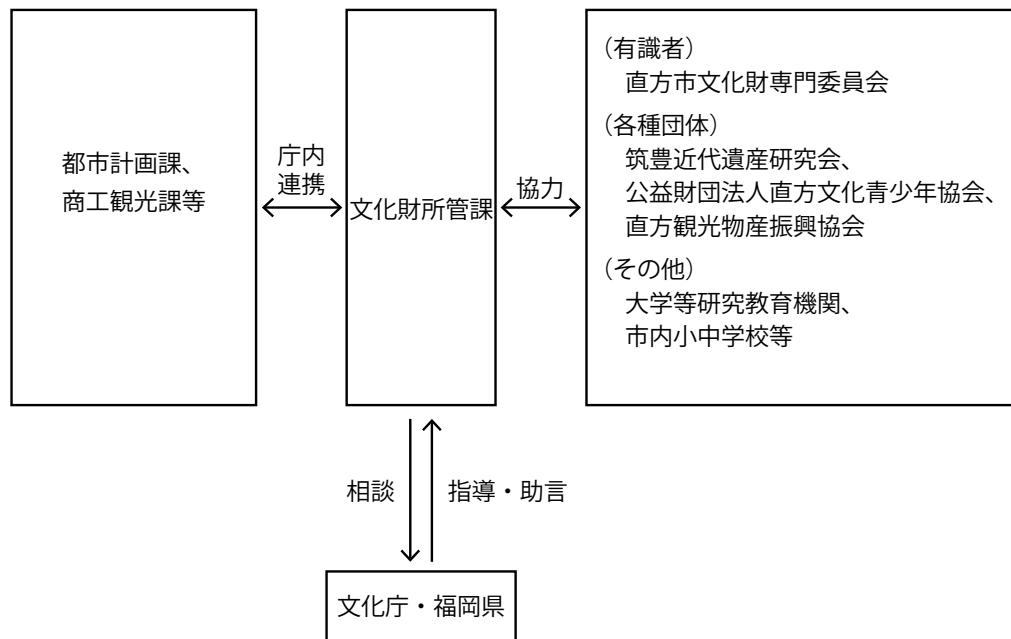 都市計画課、
商工観光課等
庁内
連携
文化財所管課
協力
（有識者）
直方市文化財専門委員会
（各種団体）
筑豊近代遺産研究会、
公益財団法人直方文化青少年協会、
直方観光物産振興協会
（その他）
大学等研究教育機関、
市内小中学校等
相談
指導・助言
文化庁・福岡県